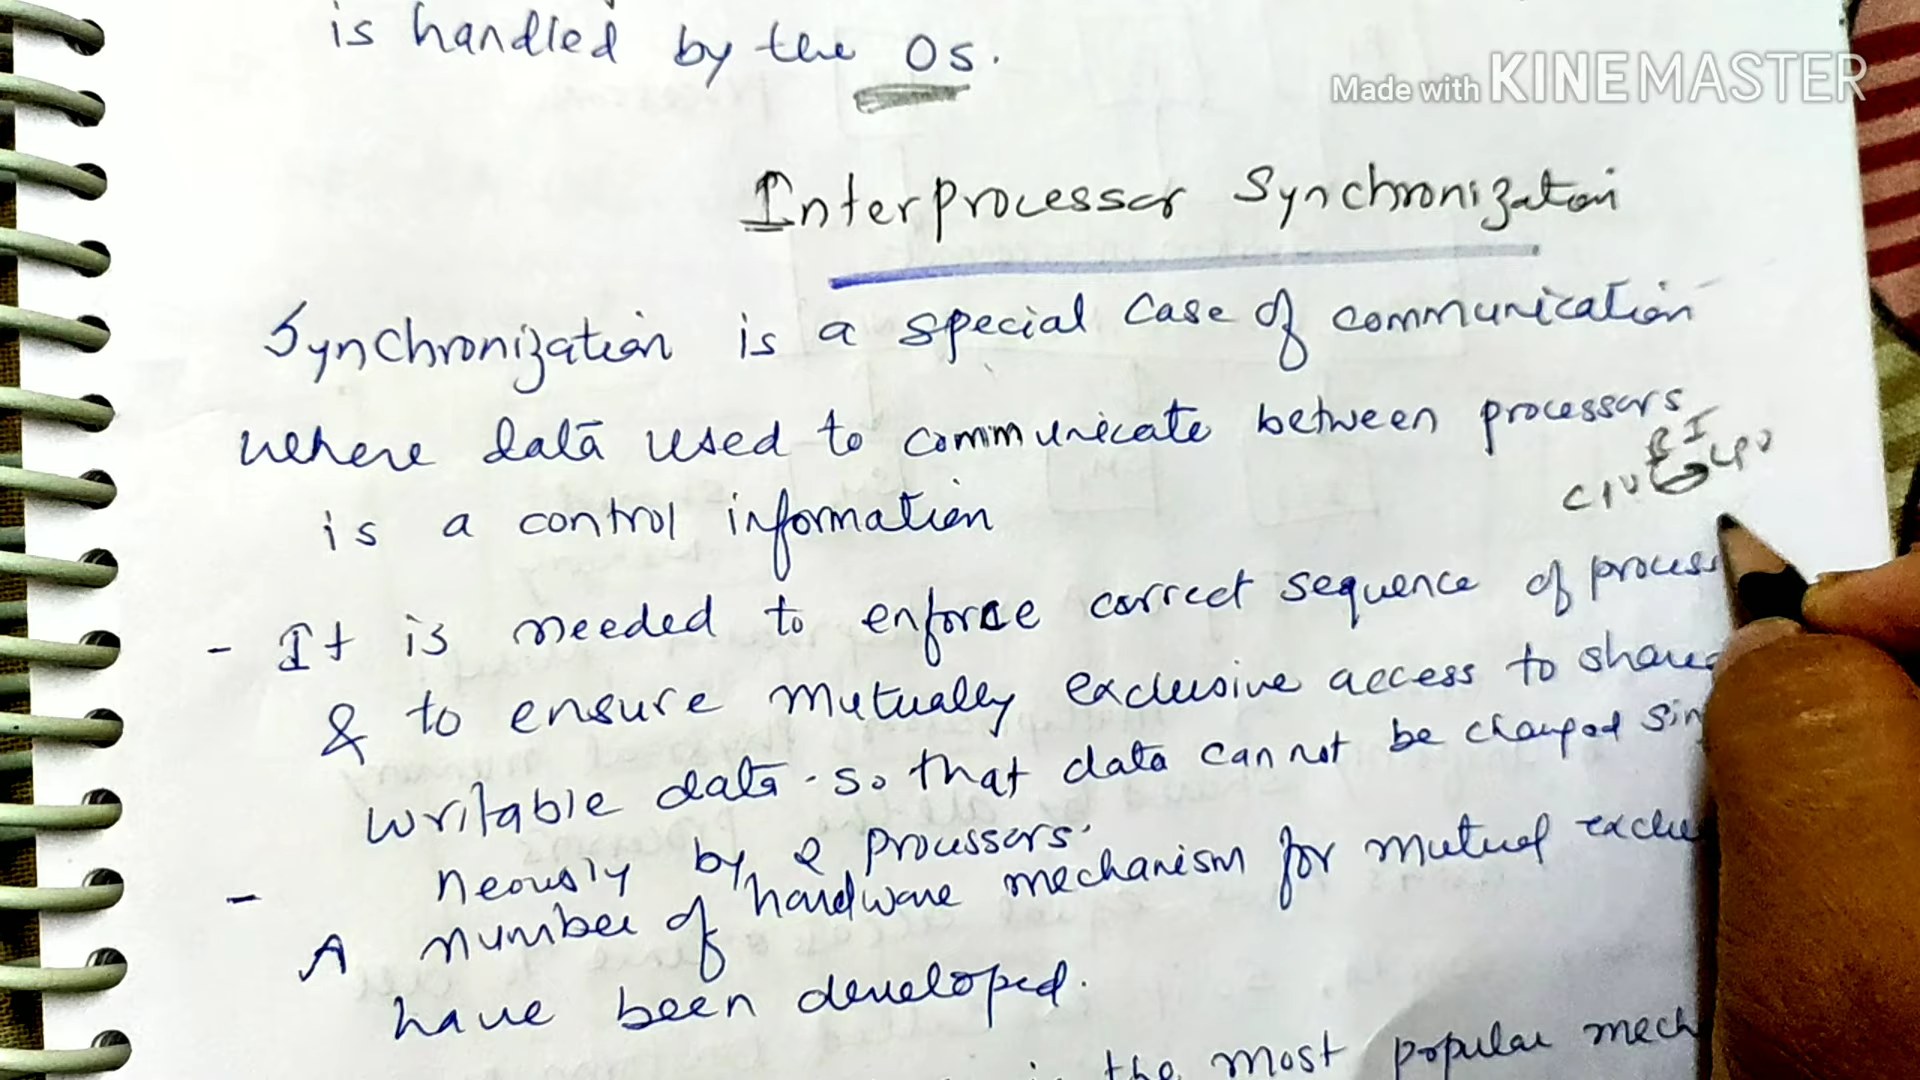 is handled by the OS.
Made with KINEMASTER
Interprocessor Synchronization
Synchronization is a special case of communication
where data used to communicate between processors
is a control information
- It is needed to enforce correct sequence of process
& to ensure mutually exclusive access to share
writable data. so that data cannot be changed sim
neously by 2 processors.
- A number of hardware mechanism for mutual exclu
have been developed.
the most popular mech